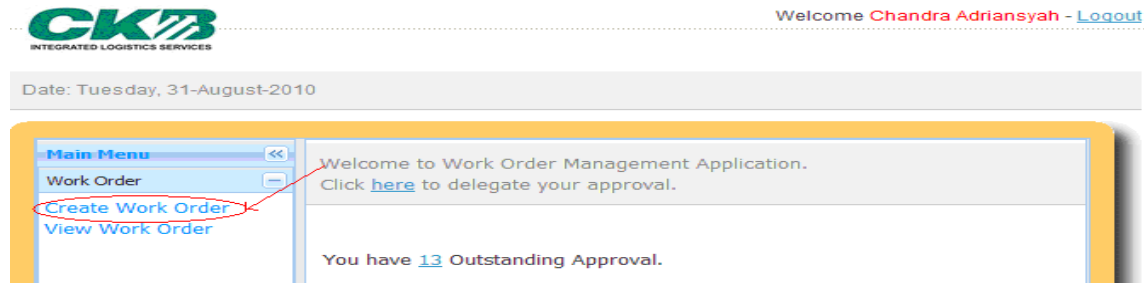 CKB
INTEGRATED LOGISTICS SERVICES
Welcome Chandra Adriansyah - Logout
Date: Tuesday, 31-August-2010
Main Menu
Work Order
Create Work Order
View Work Order
Welcome to Work Order Management Application.
Click here to delegate your approval.
You have 13 Outstanding Approval.